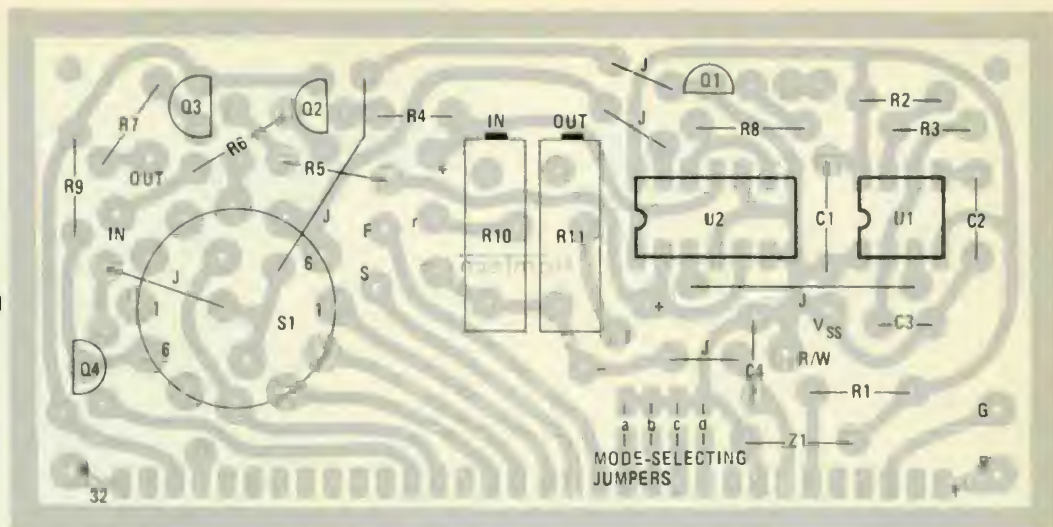 Q3
Q2
Q1
R7
R6
R4
IN
OUT
J
J
R8
R2
R3
R9
OUT
R5
+
R10
R11
U2
C1
U1
C2
IN
J
F
r
S
6
J
1
6
S1
1
+
J
VSS
C3
R/W
Q4
-
J
C4
R1
G
a
b
c
d
Z1
MODE-SELECTING
JUMPERS
32